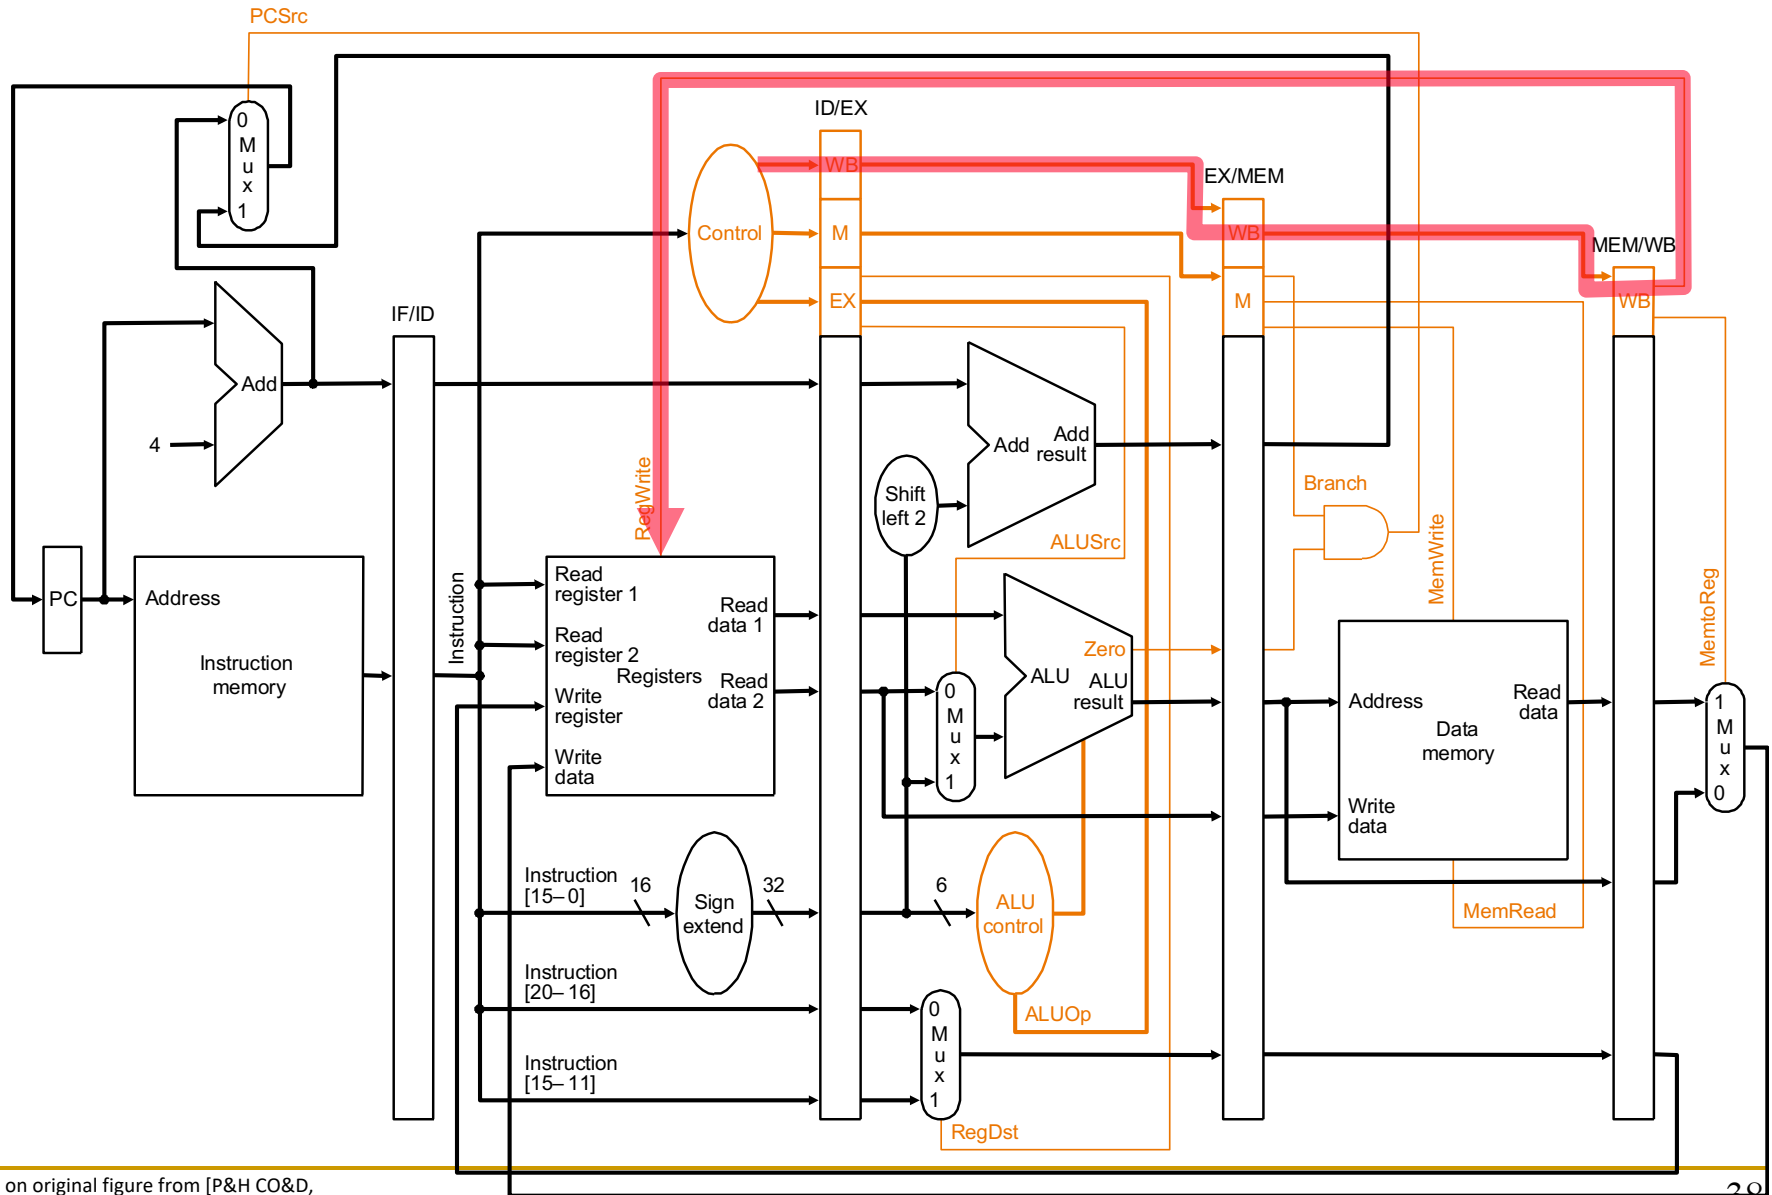 PCSrc
0
M
u
x
1
ID/EX
WB
EX/MEM
Control
M
WB
MEM/WB
EX
M
WB
IF/ID
Add
4
Add
Add
result
RegWrite
Shift
left 2
Branch
ALUSrc
MemWrite
MemtoReg
PC
Address
Instruction
memory
Instruction
Read
register 1
Read
register 2
Registers
Write
register
Write
data
Read
data 1
Read
data 2
0
M
u
x
1
Zero
ALU
ALU
result
Address
Read
data
Data
memory
Write
data
1
M
u
x
0
Instruction
[15–0]
16
Sign
extend
32
6
ALU
control
MemRead
Instruction
[20–16]
ALUOp
0
M
u
x
1
Instruction
[15–11]
RegDst
on original figure from [P&H CO&D,